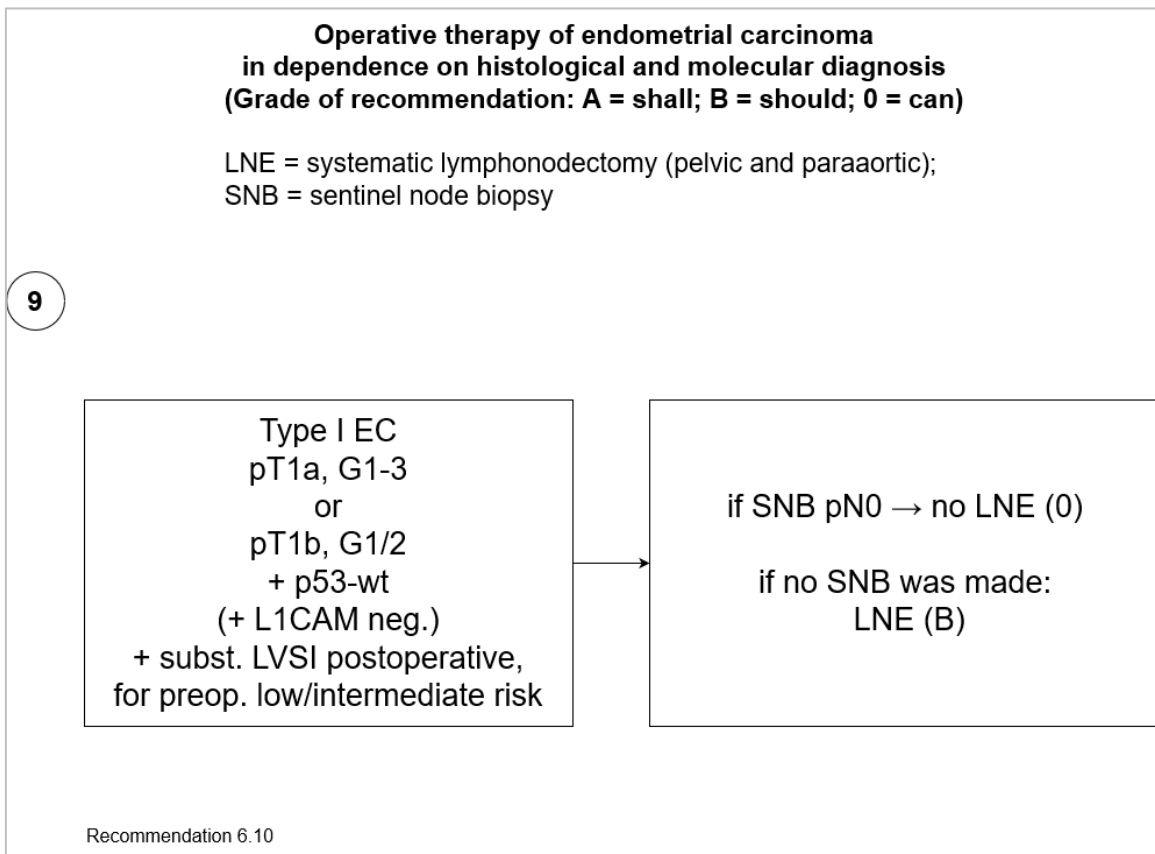 Operative therapy of endometrial carcinoma
in dependence on histological and molecular diagnosis
(Grade of recommendation: A = shall; B = should; 0 = can)
LNE = systematic lymphonodectomy (pelvic and paraaortic);
SNB = sentinel node biopsy
9
Type I EC
pT1a, G1-3
or
pT1b, G1/2
+ p53-wt
(+ L1CAM neg.)
+ subst. LVSI postoperative,
for preop. low/intermediate risk
if SNB pN0 → no LNE (0)
if no SNB was made:
LNE (B)
Recommendation 6.10